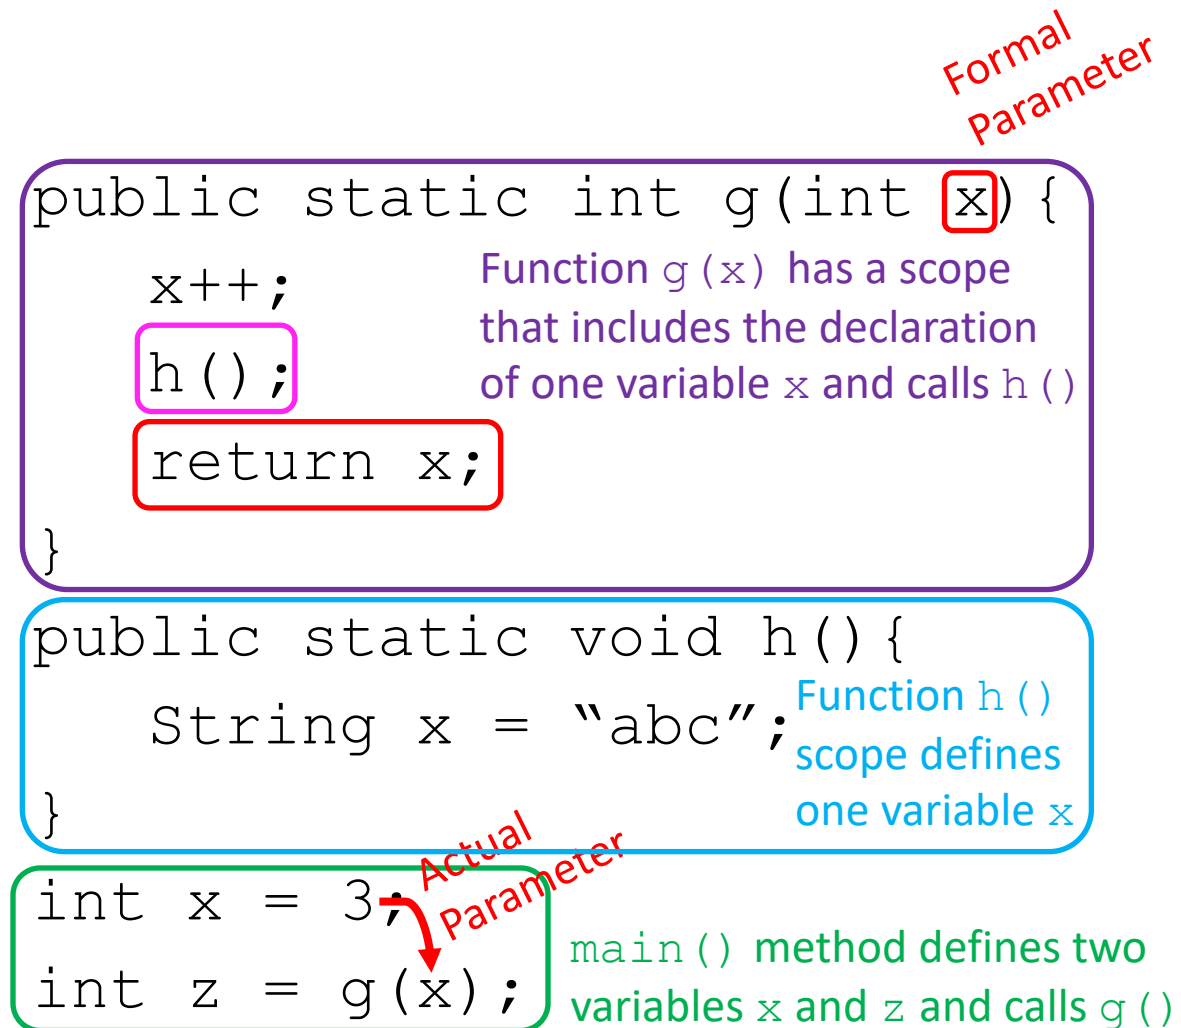 Formal
Parameter
public static int g(int x){
x++;
Function g(x) has a scope
that includes the declaration
of one variable x and calls h()
h();
return x;
}
public static void h(){
String x = “abc”;
Function h()
scope defines
one variable x
}
Actual
Parameter
int x = 3;
int z = g(x);
main() method defines two
variables x and z and calls g()